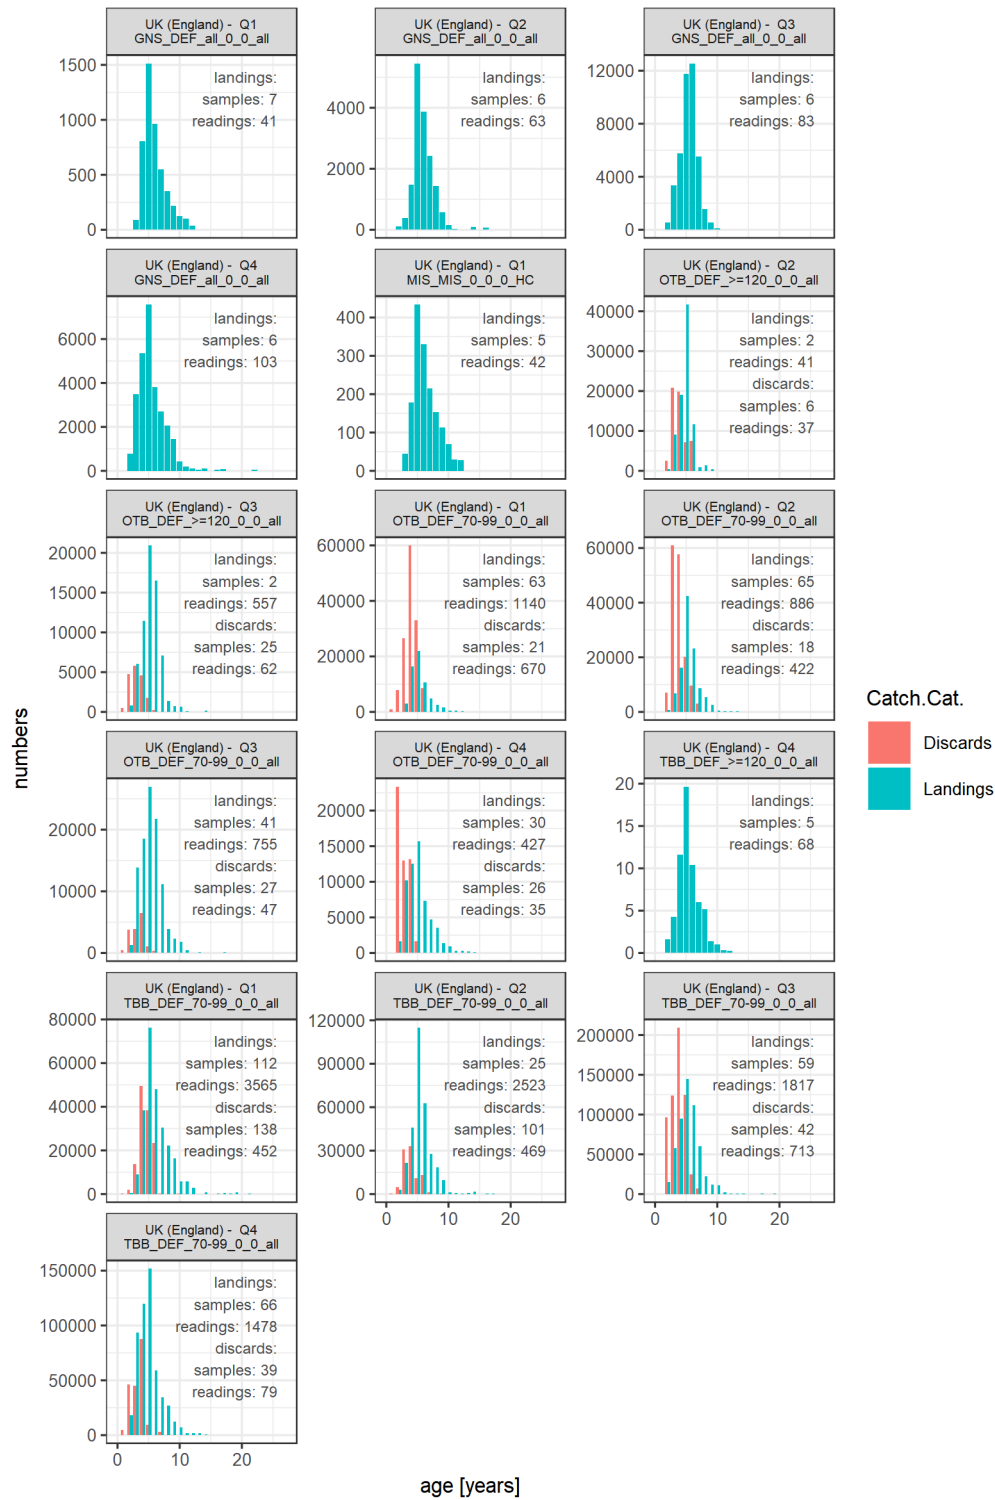 UK (England) - Q1
GNS_DEF_all_0_0_all
1500
1000
500
0
landings:
samples: 7
readings: 41
UK (England) - Q2
GNS_DEF_all_0_0_all
4000
2000
0
landings:
samples: 6
readings: 63
UK (England) - Q3
GNS_DEF_all_0_0_all
12000
8000
4000
0
landings:
samples: 6
readings: 83
UK (England) - Q4
GNS_DEF_all_0_0_all
6000
4000
2000
0
landings:
samples: 6
readings: 103
UK (England) - Q1
MIS_MIS_0_0_0_HC
400
300
200
100
0
landings:
samples: 5
readings: 42
UK (England) - Q2
OTB_DEF_>=120_0_0_all
40000
30000
20000
10000
0
landings:
samples: 2
readings: 41
discards:
samples: 6
readings: 37
UK (England) - Q3
OTB_DEF_>=120_0_0_all
20000
15000
10000
5000
0
landings:
samples: 2
readings: 557
discards:
samples: 25
readings: 62
UK (England) - Q1
OTB_DEF_70-99_0_0_all
60000
40000
20000
0
landings:
samples: 63
readings: 1140
discards:
samples: 21
readings: 670
UK (England) - Q2
OTB_DEF_70-99_0_0_all
60000
40000
20000
0
landings:
samples: 65
readings: 886
discards:
samples: 18
readings: 422
UK (England) - Q3
OTB_DEF_70-99_0_0_all
20000
10000
0
landings:
samples: 41
readings: 755
discards:
samples: 27
readings: 47
UK (England) - Q4
OTB_DEF_70-99_0_0_all
20000
15000
10000
5000
0
landings:
samples: 30
readings: 427
discards:
samples: 26
readings: 35
UK (England) - Q4
TBB_DEF_>=120_0_0_all
20
15
10
5
0
landings:
samples: 5
readings: 68
UK (England) - Q1
TBB_DEF_70-99_0_0_all
80000
60000
40000
20000
0
landings:
samples: 112
readings: 3565
discards:
samples: 138
readings: 452
UK (England) - Q2
TBB_DEF_70-99_0_0_all
120000
90000
60000
30000
0
landings:
samples: 25
readings: 2523
discards:
samples: 101
readings: 469
0 10 20
UK (England) - Q3
TBB_DEF_70-99_0_0_all
200000
150000
100000
50000
0
landings:
samples: 59
readings: 1817
discards:
samples: 42
readings: 713
0 10 20
UK (England) - Q4
TBB_DEF_70-99_0_0_all
150000
100000
50000
0
landings:
samples: 66
readings: 1478
discards:
samples: 39
readings: 79
0 10 20
numbers
age [years]
Catch.Cat.
Discards
Landings